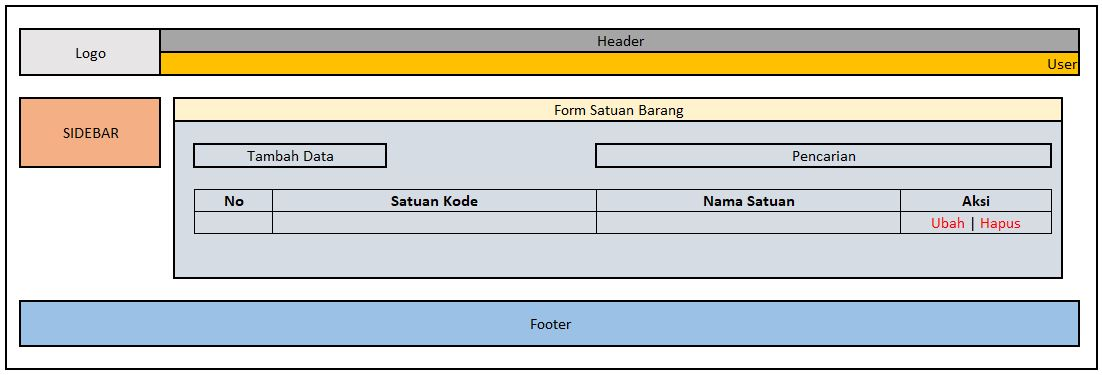 Logo
Header
User
SIDEBAR
Form Satuan Barang
Tambah Data
Pencarian
No Satuan Kode Nama Satuan Aksi
Ubah | Hapus
Footer